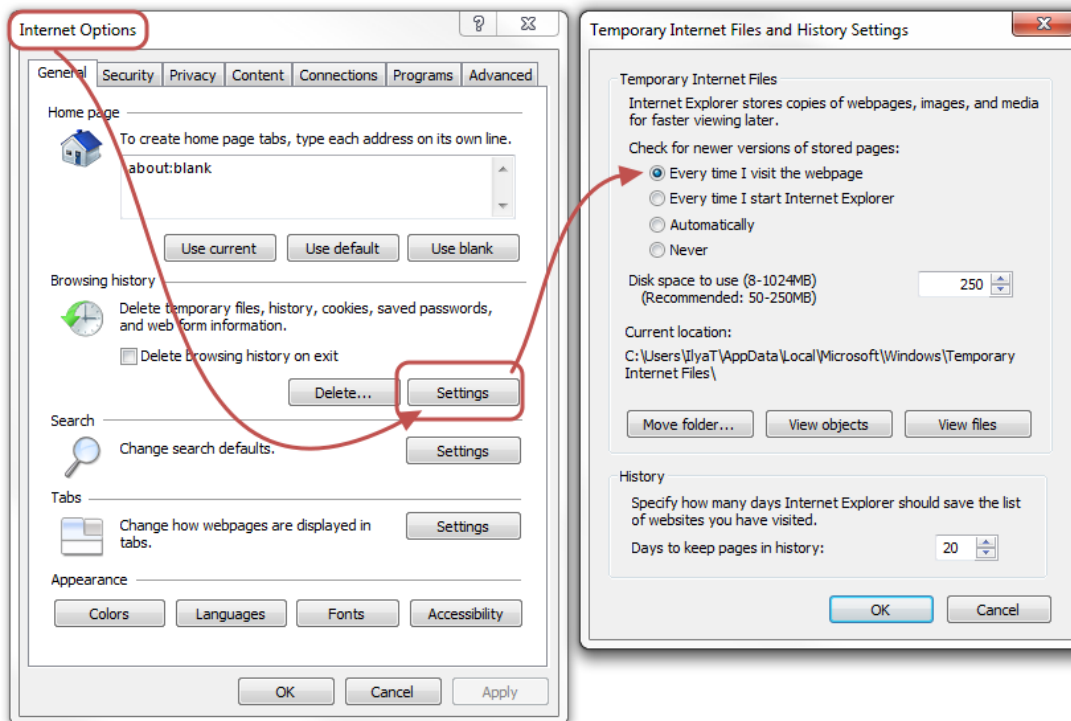 Internet Options
General Security Privacy Content Connections Programs Advanced
Home page
To create home page tabs, type each address on its own line.
about:blank
Use current Use default Use blank
Browsing history
Delete temporary files, history, cookies, saved passwords,
and web form information.
Delete browsing history on exit
Delete... Settings
Search
Change search defaults.
Settings
Tabs
Change how webpages are displayed in
tabs.
Settings
Appearance
Colors Languages Fonts Accessibility
OK Cancel Apply
Temporary Internet Files and History Settings
Temporary Internet Files
Internet Explorer stores copies of webpages, images, and media
for faster viewing later.
Check for newer versions of stored pages:
Every time I visit the webpage
Every time I start Internet Explorer
Automatically
Never
Disk space to use (8-1024MB)
(Recommended: 50-250MB)
250
Current location:
C:\Users\IlyaT\AppData\Local\Microsoft\Windows\Temporary
Internet Files\
Move folder... View objects View files
History
Specify how many days Internet Explorer should save the list
of websites you have visited.
Days to keep pages in history: 20
OK Cancel